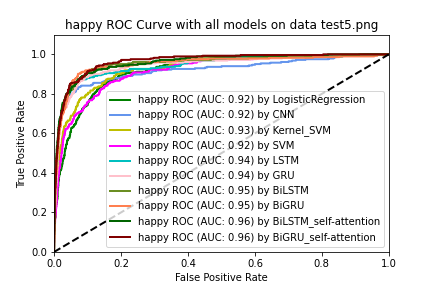 happy ROC Curve with all models on data test5.png
True Positive Rate
1.0
0.8
0.6
0.4
0.2
0.0
happy ROC (AUC: 0.92) by LogisticRegression
happy ROC (AUC: 0.92) by CNN
happy ROC (AUC: 0.93) by Kernel_SVM
happy ROC (AUC: 0.92) by SVM
happy ROC (AUC: 0.94) by LSTM
happy ROC (AUC: 0.94) by GRU
happy ROC (AUC: 0.95) by BiLSTM
happy ROC (AUC: 0.95) by BiGRU
happy ROC (AUC: 0.96) by BiLSTM_self-attention
happy ROC (AUC: 0.96) by BiGRU_self-attention
0.0 0.2 0.4 0.6 0.8 1.0
False Positive Rate